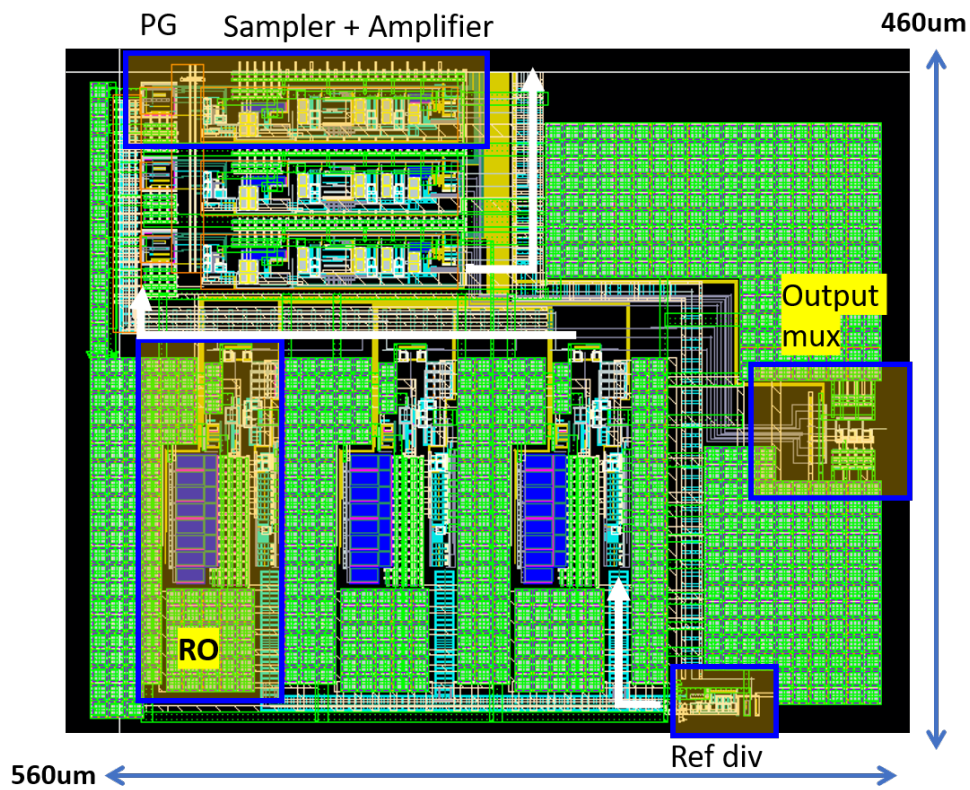 PG
Sampler + Amplifier
460um
Output
mux
RO
Ref div
560um